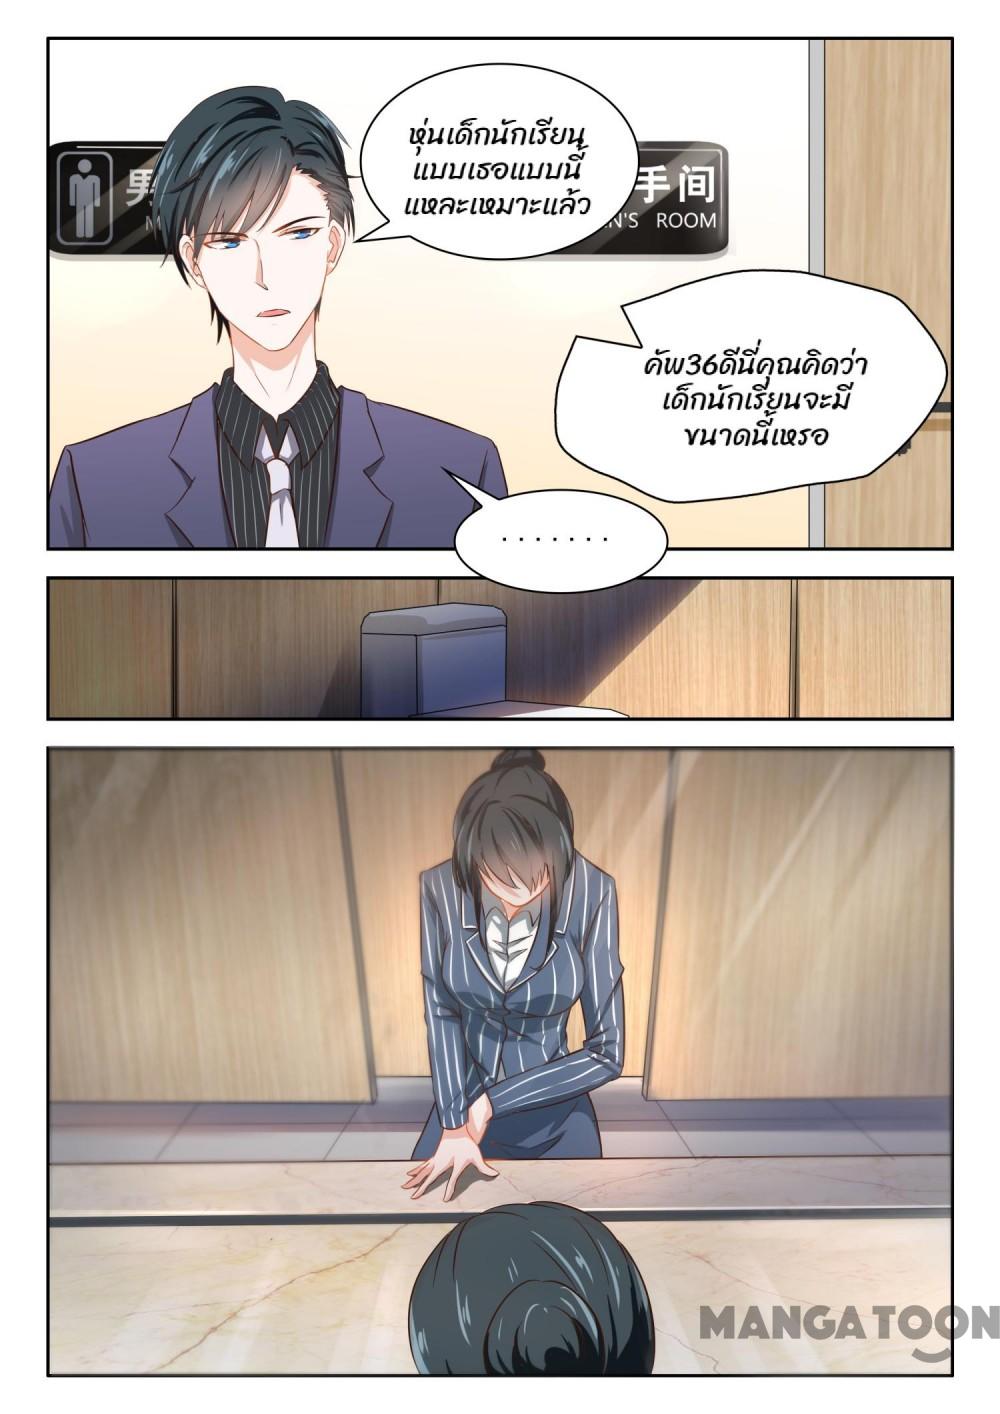 หุ่นเด็กนักเรียน
แบบเธอแบบนี้
แหละเหมาะแล้ว
手间
N'S ROOM
คัพ36ดีนี่คุณคิดว่า
เด็กนักเรียนจะมี
ขนาดนี้เหรอ
.......
MANGATOON